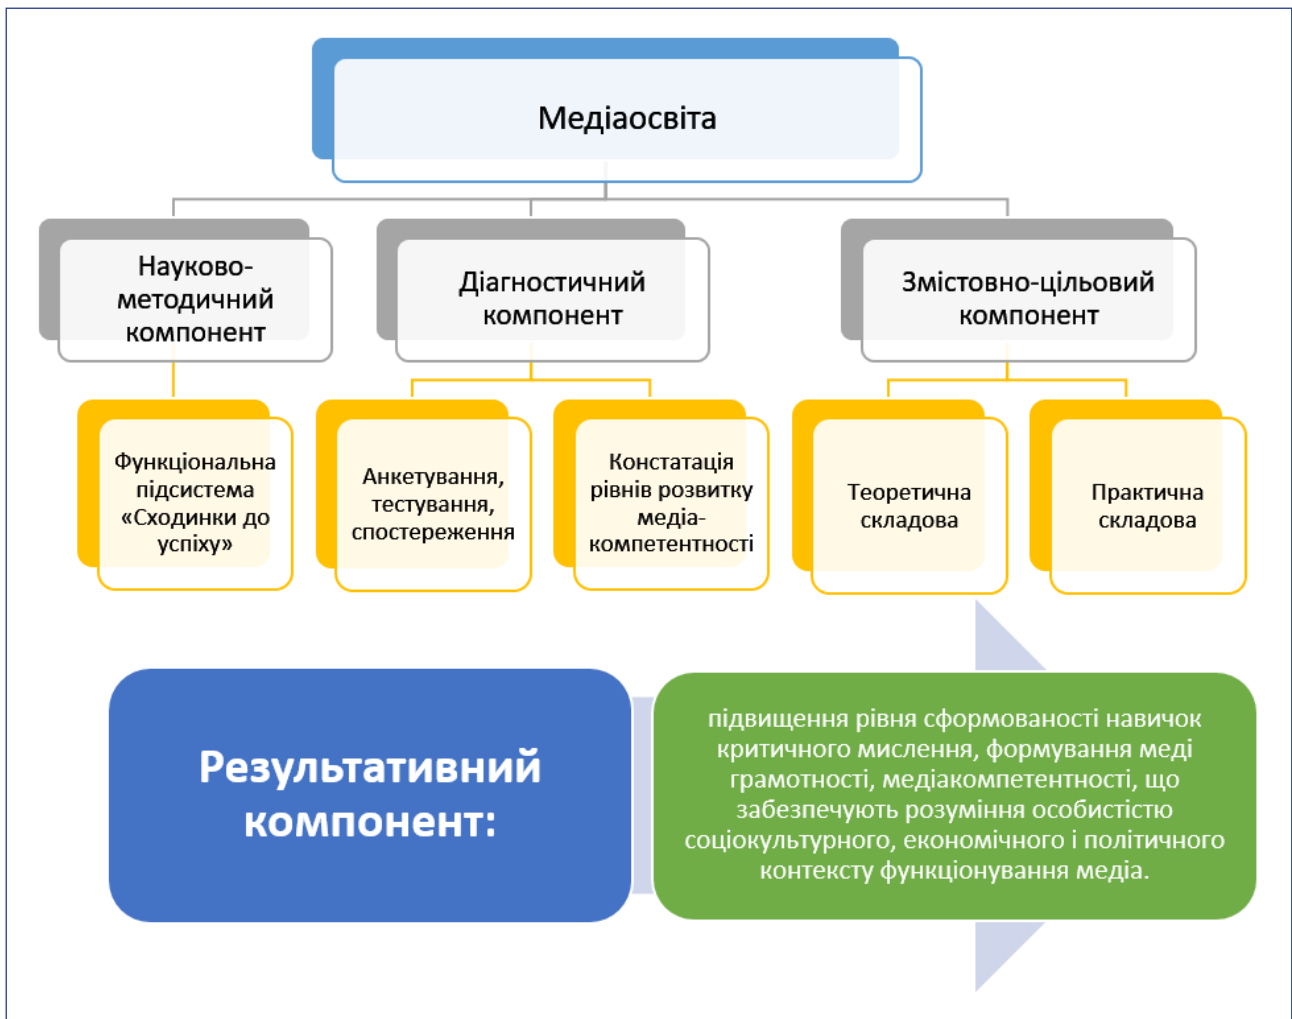 Медіаосвіта
Науково-
методичний
компонент
Діагностичний
компонент
Змістовно-цільовий
компонент
Функціональна
підсистема
«Сходинки до
успіху»
Анкетування,
тестування,
спостереження
Констатація
рівнів розвитку
медіа-
компетентності
Теоретична
складова
Практична
складова
Результативний
компонент:
підвищення рівня сформованості навичок
критичного мислення, формування меді
грамотності, медіакомпетентності, що
забезпечують розуміння особистістю
соціокультурного, економічного і політичного
контексту функціонування медіа.